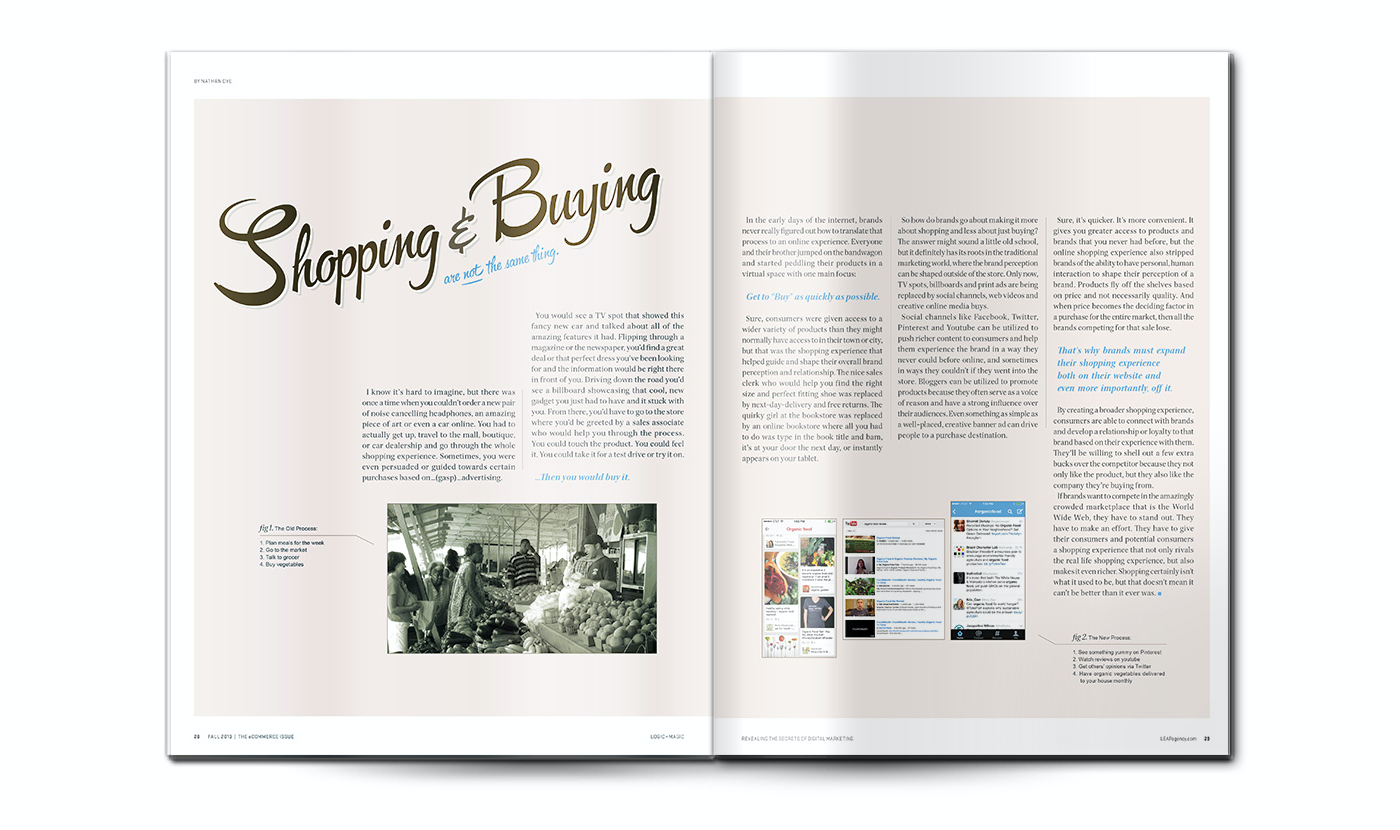 BY NATHAN DYE
Shopping & Buying
are not the same thing.
I know it's hard to imagine, but there was
once a time when you couldn't order a new pair
of noise cancelling headphones, an amazing
piece of art or even a car online. You had to
actually get up, travel to the mall, boutique,
or car dealership and go through the whole
shopping experience. Sometimes, you were
even persuaded or guided towards certain
purchases based on...(gasp)...advertising.
You would see a TV spot that showed this
fancy new car and talked about all of the
amazing features it had. Flipping through a
magazine or the newspaper, you'd find a great
deal or that perfect dress you've been looking
for and the information would be right there
in front of you. Driving down the road you'd
see a billboard showcasing that cool, new
gadget you just had to have and it stuck with
you. From there, you'd have to go to the store
where you'd be greeted by a sales associate
who would help you through the process.
You could touch the product. You could feel
it. You could take it for a test drive or try it on.
...Then you would buy it.
fig 1. The Old Process:
1. Plan meals for the week
2. Go to the market
3. Talk to grocer
4. Buy vegetables
FALL 2013 | THE eCOMMERCE ISSUE
LOGIC+MAGIC
In the early days of the internet, brands
never really figured out how to translate that
process to an online experience. Everyone
and their brother jumped on the bandwagon
and started peddling their products in a
virtual space with one main focus:
Get to "Buy" as quickly as possible.
Sure, consumers were given access to a
wider variety of products than they might
normally have access to in their town or city,
but that was the shopping experience that
helped guide and shape their overall brand
perception and relationship. The nice sales
clerk who would help you find the right
size and perfect fitting shoe was replaced
by next-day-delivery and free returns. The
quirky girl at the bookstore was replaced
by an online bookstore where all you had
to do was type in the book title and bam,
it's at your door the next day, or instantly
appears on your tablet.
So how do brands go about making it more
about shopping and less about just buying?
The answer might sound a little old school,
but it definitely has its roots in the traditional
marketing world, where the brand perception
can be shaped outside of the store. Only now,
TV spots, billboards and print ads are being
replaced by social channels, web videos and
creative online media buys.
Social channels like Facebook, Twitter,
Pinterest and Youtube can be utilized to
push richer content to consumers and help
them experience the brand in a way they
never could before online, and sometimes
in ways they couldn't if they went into the
store. Bloggers can be utilized to promote
products because they often serve as a voice
of reason and have a strong influence over
their audiences. Even something as simple as
a well-placed, creative banner ad can drive
people to a purchase destination.
Sure, it's quicker. It's more convenient. It
gives you greater access to products and
brands that you never had before, but the
online shopping experience also stripped
brands of the ability to have personal, human
interaction to shape their perception of a
brand. Products fly off the shelves based
on price and not necessarily quality. And
when price becomes the deciding factor in
a purchase for the entire market, then all the
brands competing for that sale lose.
That's why brands must expand
their shopping experience
both on their website and
even more importantly, off it.
By creating a broader shopping experience,
consumers are able to connect with brands
and develop a relationship or loyalty to that
brand based on their experience with them.
They'll be willing to shell out a few extra
bucks over the competitor because they not
only like the product, but they also like the
company they're buying from.
If brands want to compete in the amazingly
crowded marketplace that is the World
Wide Web, they have to stand out. They
have to make an effort. They have to give
their consumers and potential consumers
a shopping experience that not only rivals
the real life shopping experience, but also
makes it even richer. Shopping certainly isn't
what it used to be, but that doesn't mean it
can't be better than it ever was.
Organic food
YouTube
#organicfood
fig 2. The New Process:
1. See something yummy on Pinterest
2. Watch reviews on youtube
3. Get others' opinions via Twitter
4. Have organic vegetables delivered
to your house monthly
REVEALING THE SECRETS OF DIGITAL MARKETING
LEAPagency.com